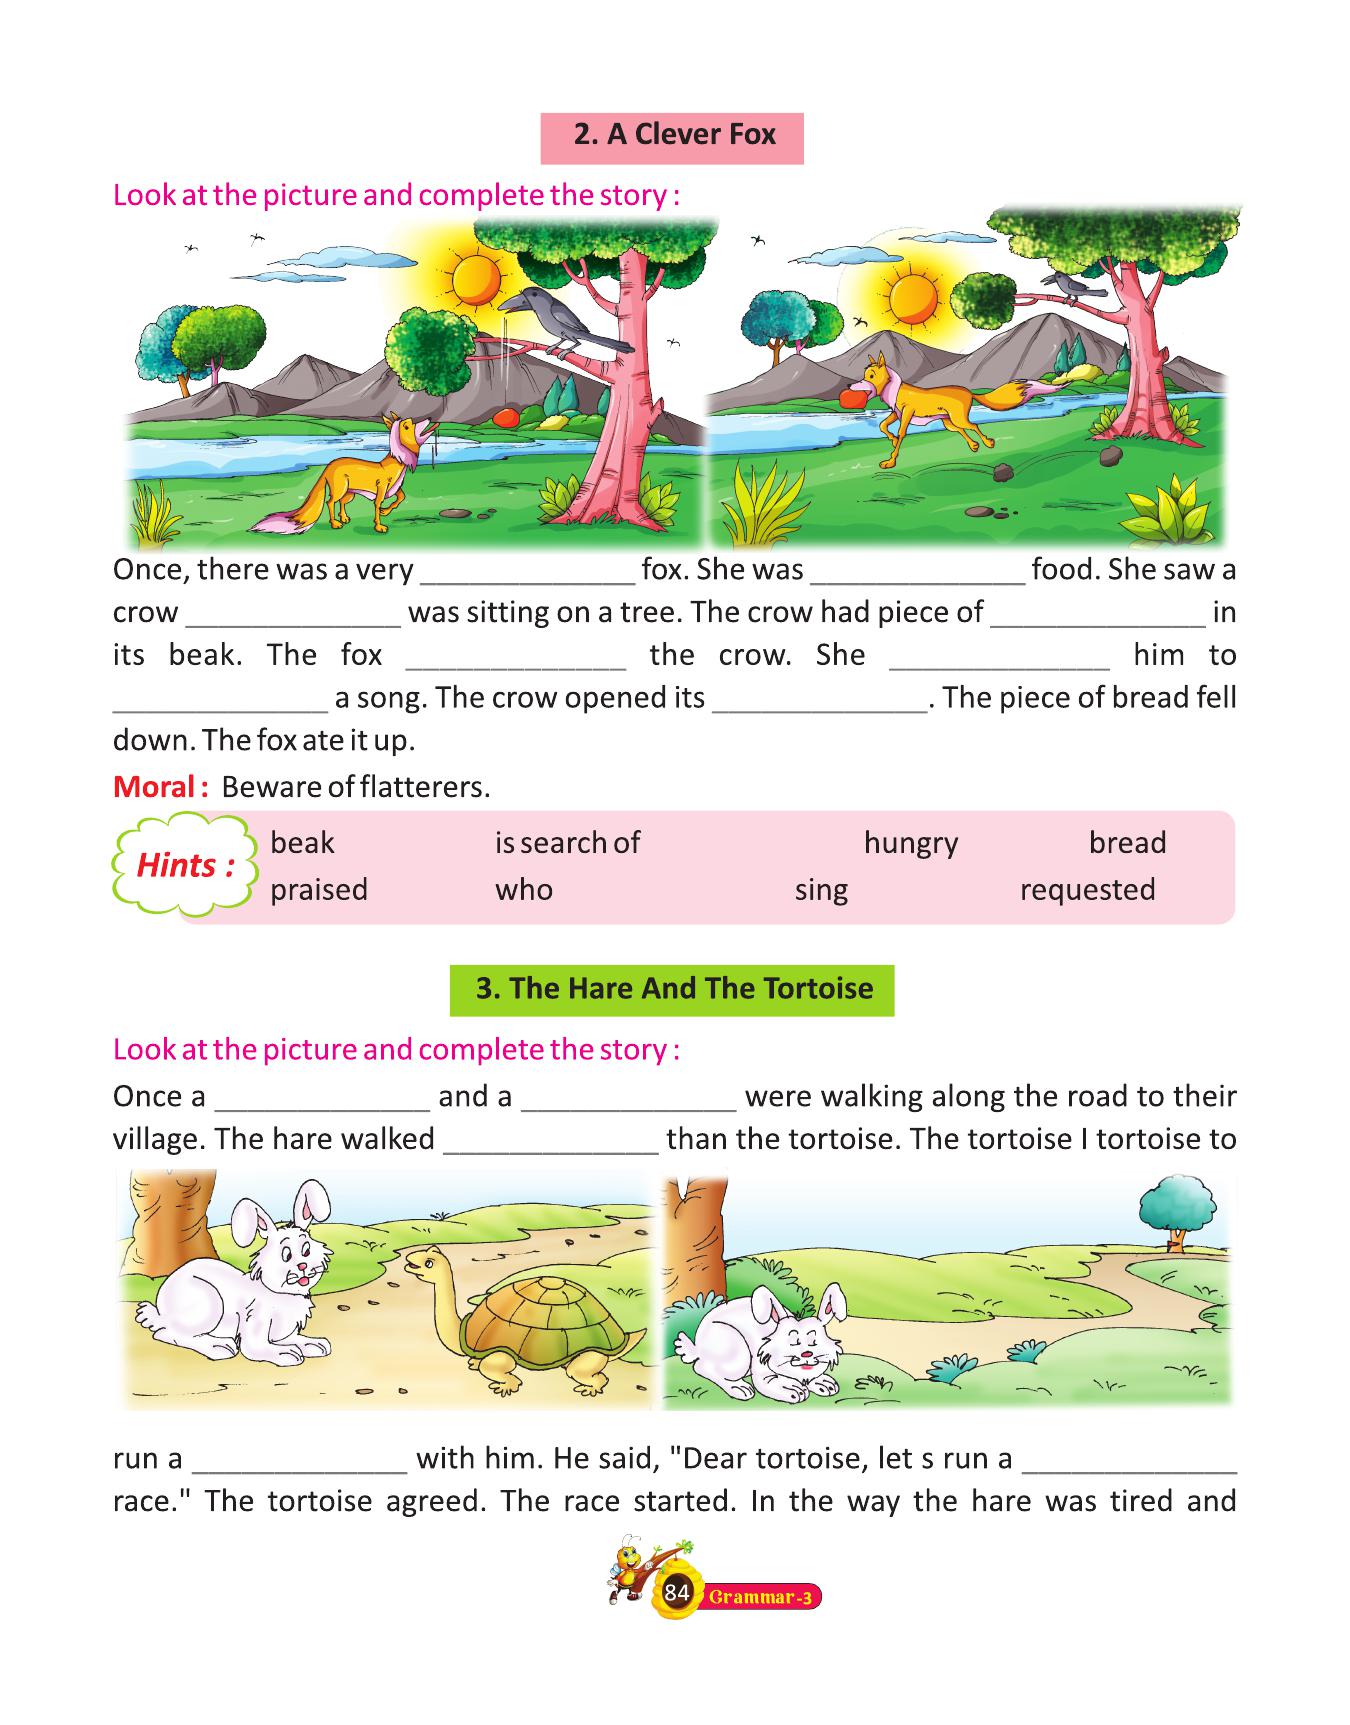 2. A Clever Fox
Look at the picture and complete the story :
Once, there was a very _____________ fox. She was _____________ food. She saw a
crow _____________ was sitting on a tree. The crow had piece of _____________ in
its beak. The fox _____________ the crow. She _____________ him to
_____________ a song. The crow opened its _____________. The piece of bread fell
down. The fox ate it up.
Moral : Beware of flatterers.
Hints :
beak is search of hungry bread
praised who sing requested
3. The Hare And The Tortoise
Look at the picture and complete the story :
Once a _____________ and a _____________ were walking along the road to their
village. The hare walked _____________ than the tortoise. The tortoise I tortoise to
run a _____________ with him. He said, "Dear tortoise, let s run a _____________
race." The tortoise agreed. The race started. In the way the hare was tired and
84 Grammar-3